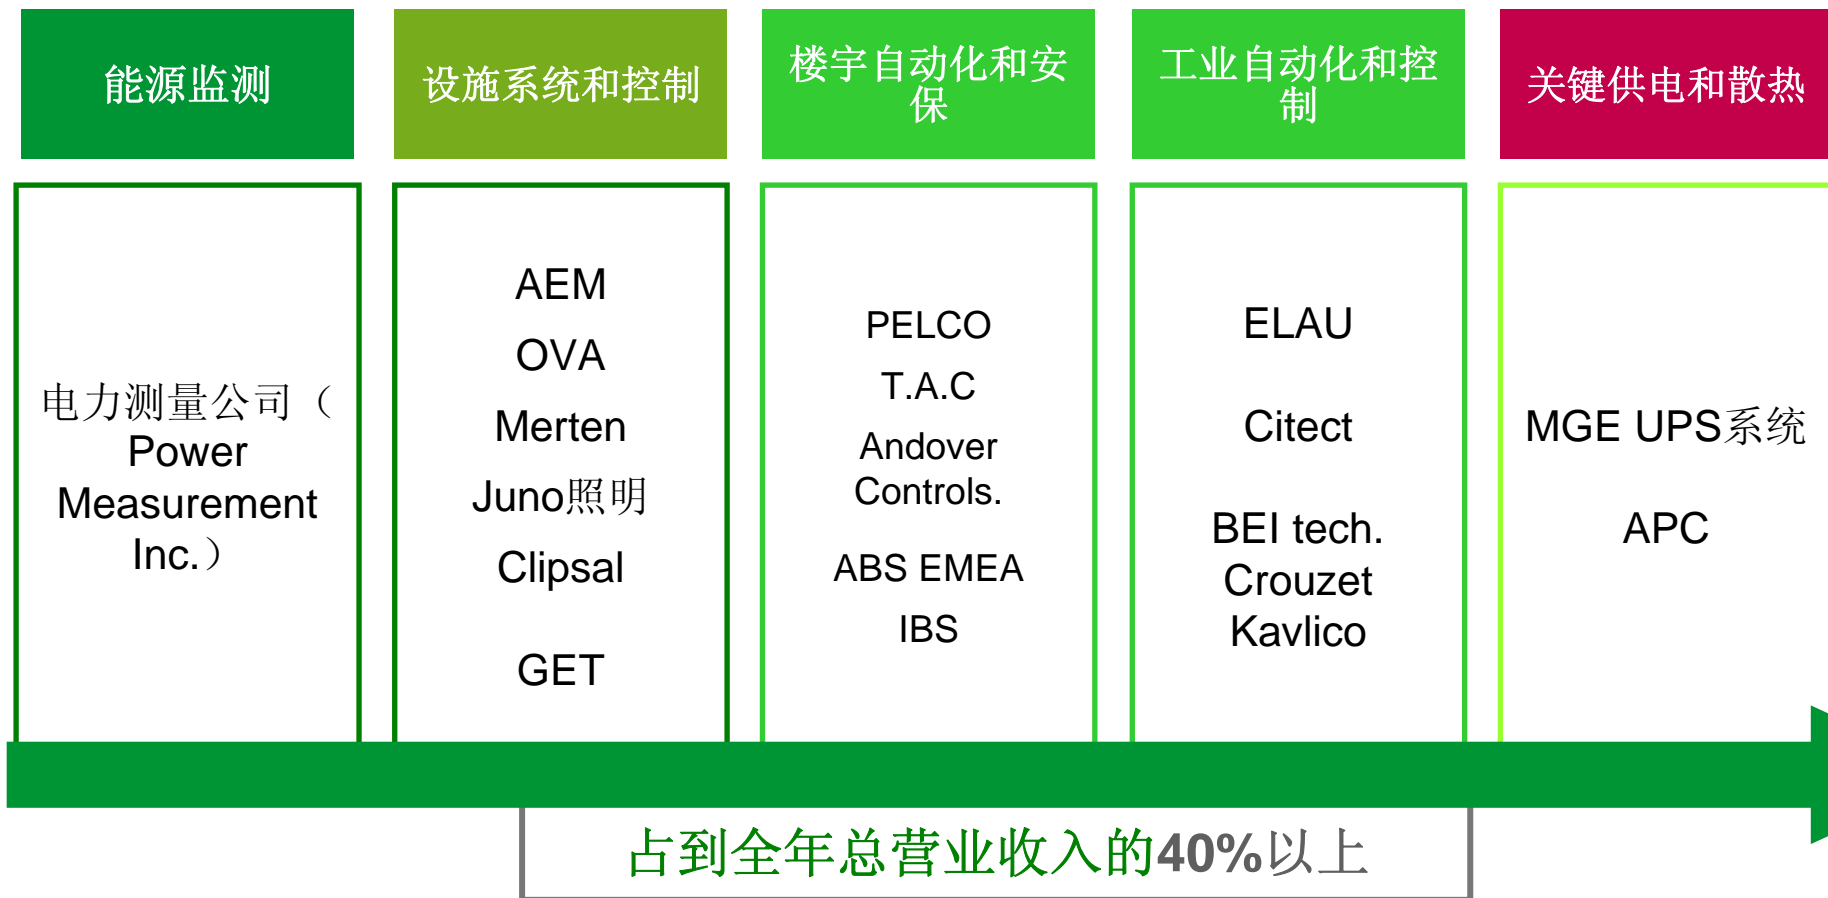 能源监测
设施系统和控制
楼宇自动化和安
保
工业自动化和控
制
关键供电和散热
电力测量公司（
Power
Measurement
Inc.）
AEM
OVA
Merten
Juno照明
Clipsal
GET
PELCO
T.A.C
Andover
Controls.
ABS EMEA
IBS
ELAU
Citect
BEI tech.
Crouzet
Kavlico
MGE UPS系统
APC
占到全年总营业收入的40%以上